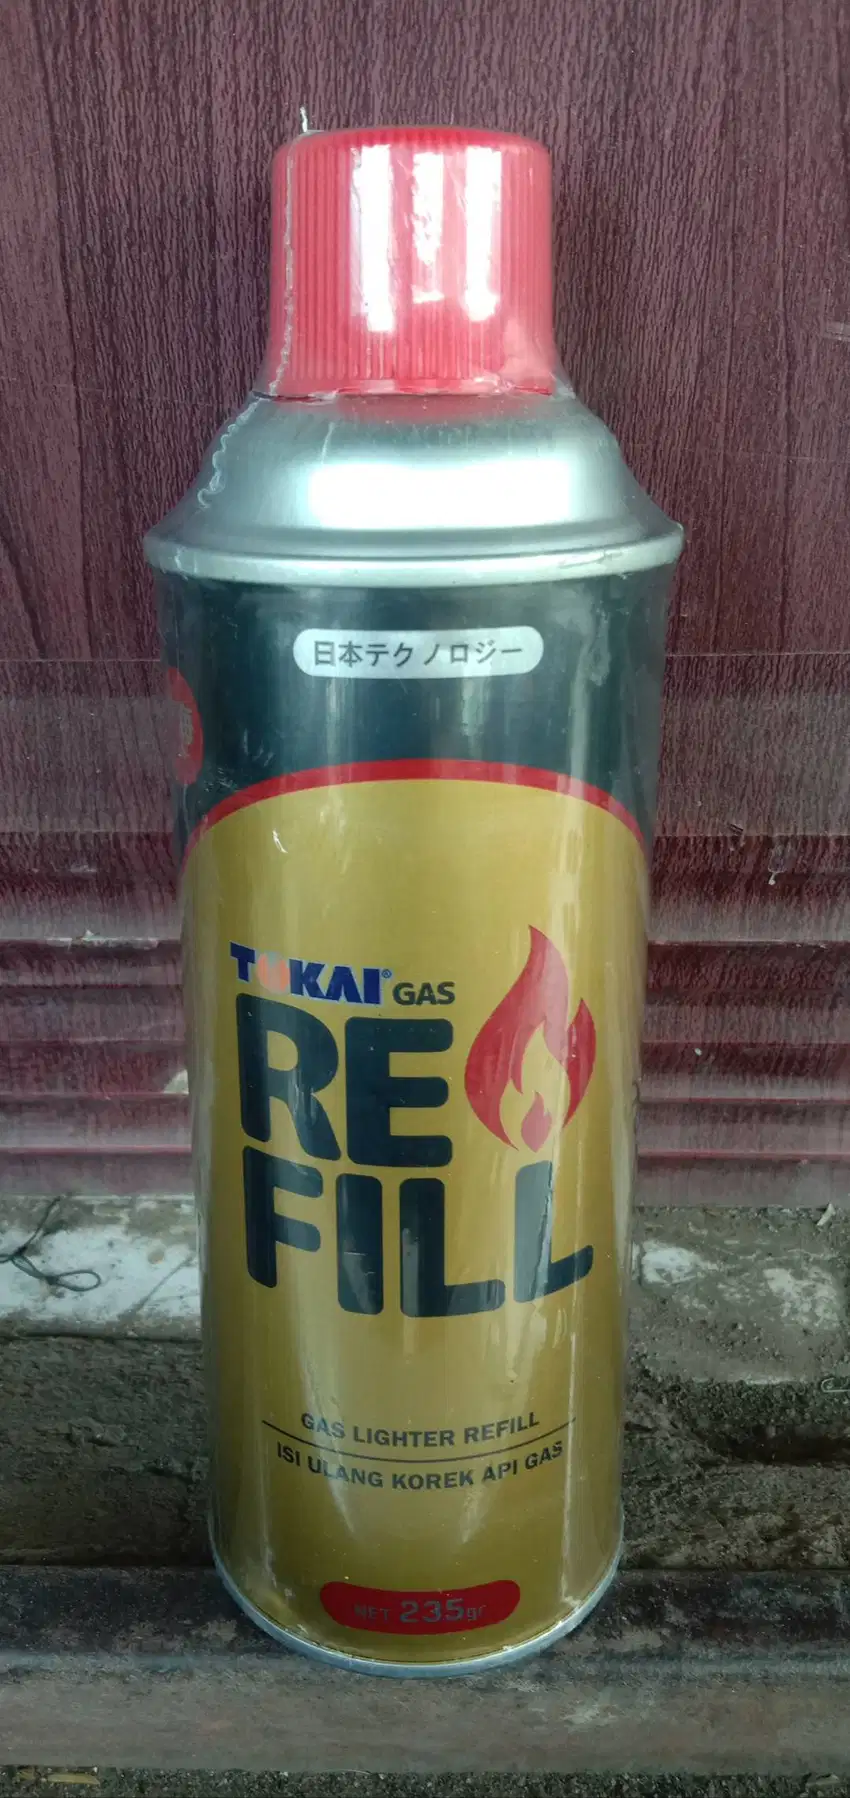 日本テクノロジー
TOKAI® GAS
RE
FILL
GAS LIGHTER REFILL
ISI ULANG KOREK API GAS
NET 235gr